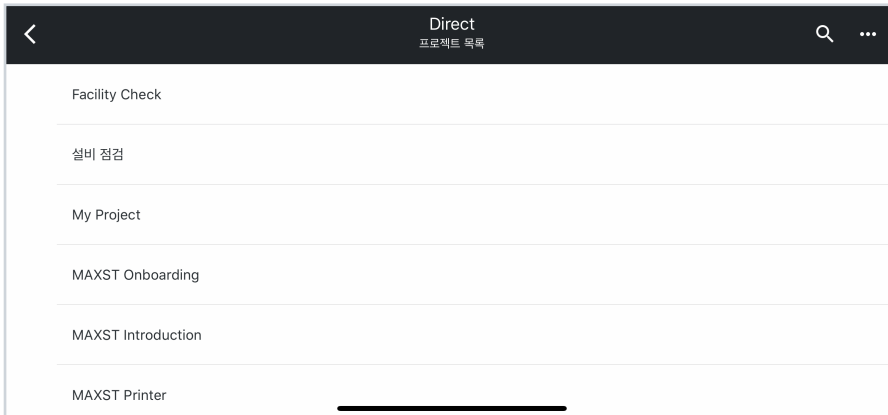 Direct
프로젝트 목록
Facility Check
설비 점검
My Project
MAXST Onboarding
MAXST Introduction
MAXST Printer